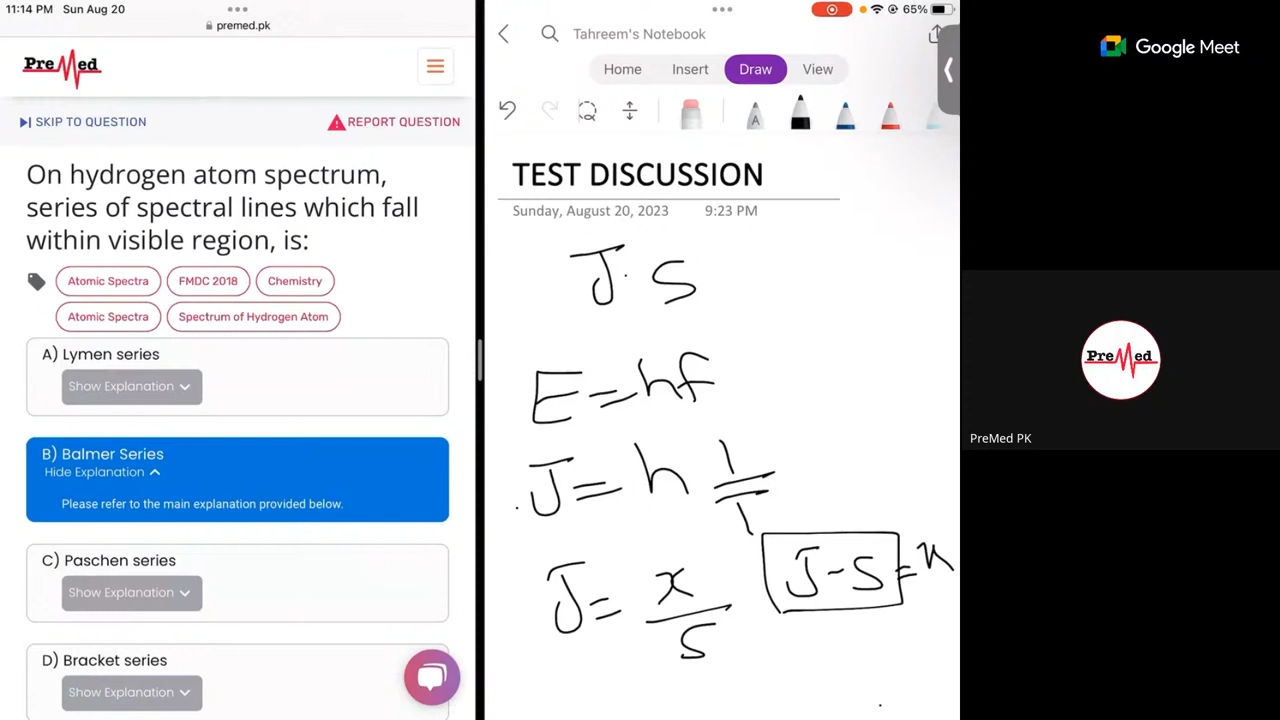 11:14 PM Sun Aug 20
premed.pk
PreMed
SKIP TO QUESTION
REPORT QUESTION
On hydrogen atom spectrum,
series of spectral lines which fall
within visible region, is:
Atomic Spectra
FMDC 2018
Chemistry
Atomic Spectra
Spectrum of Hydrogen Atom
A) Lymen series
Show Explanation
B) Balmer Series
Hide Explanation
Please refer to the main explanation provided below.
C) Paschen series
Show Explanation
D) Bracket series
Show Explanation
65%
Tahreem's Notebook
Home Insert Draw View
A
TEST DISCUSSION
Sunday, August 20, 2023 9:23 PM
J·S
E=hf
J=h
J= x/s
J-S=x
Google Meet
PreMed
PreMed PK